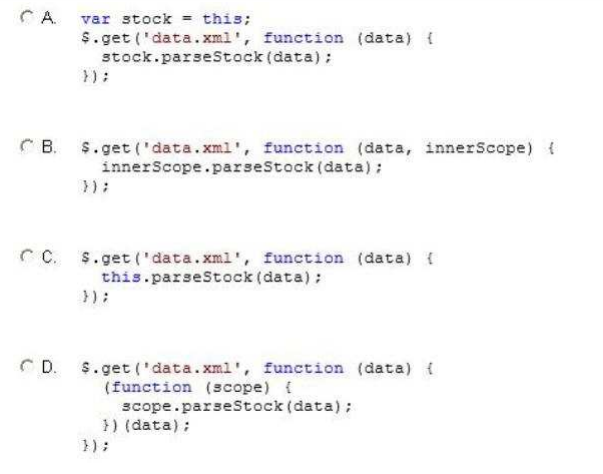 A. var stock = this;
$.get('data.xml', function (data) {
stock.parseStock(data);
});
B. $.get('data.xml', function (data, innerScope) {
innerScope.parseStock(data);
});
C. $.get('data.xml', function (data) {
this.parseStock(data);
});
D. $.get('data.xml', function (data) {
(function (scope) {
scope.parseStock(data);
})(data);
});